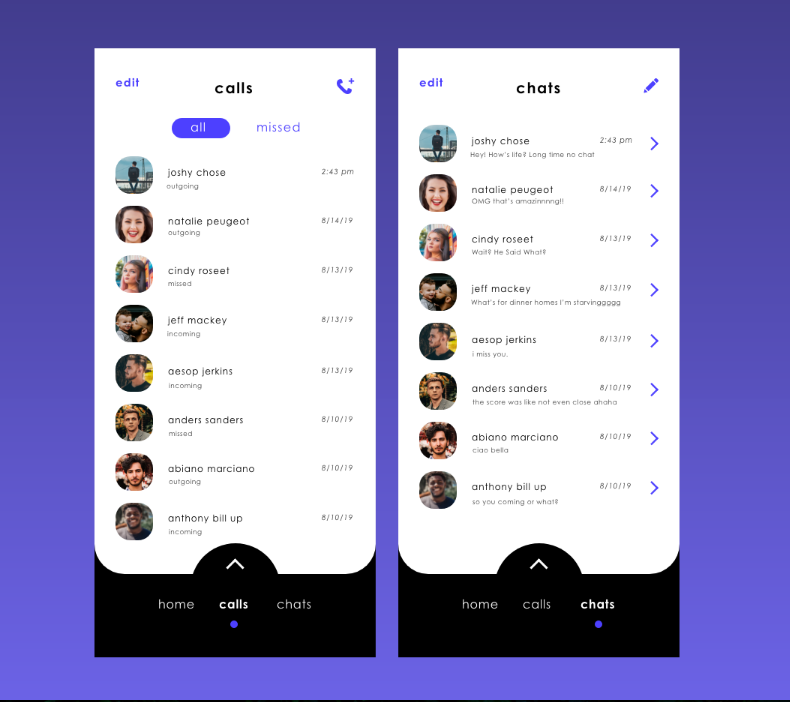 edit
calls
all missed
joshy chose 2:43 pm
outgoing
natalie peugeot 8/14/19
outgoing
cindy roseet 8/13/19
missed
jeff mackey 8/13/19
incoming
aesop jerkins 8/13/19
incoming
anders sanders 8/10/19
missed
abiano marciano 8/10/19
outgoing
anthony bill up 8/10/19
incoming
home calls chats
edit
chats
joshy chose 2:43 pm
Hey! How's life? Long time no chat
natalie peugeot 8/14/19
OMG that's amazinnnng!!
cindy roseet 8/13/19
Wait? He Said What?
jeff mackey 8/13/19
What's for dinner homes I'm starvinggggg
aesop jerkins 8/13/19
i miss you.
anders sanders 8/10/19
the score was like not even close ahaha
abiano marciano 8/10/19
ciao bella
anthony bill up 8/10/19
so you coming or what?
home calls chats